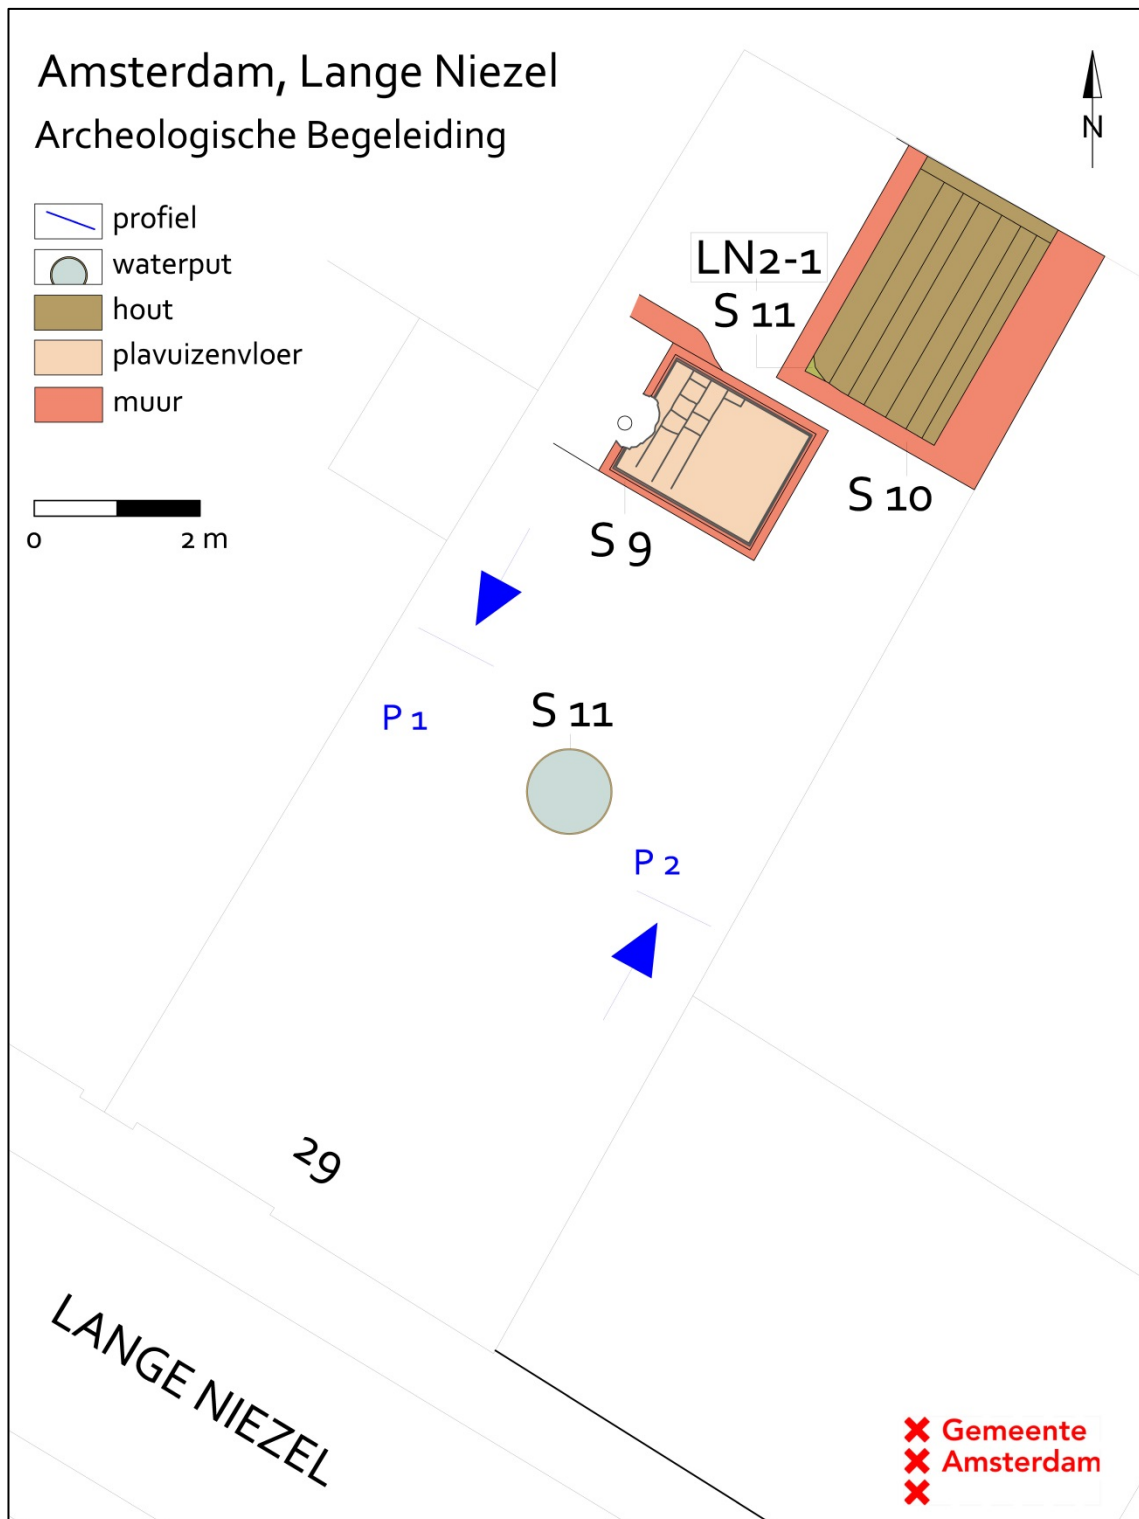 Amsterdam, Lange Niezel
Archeologische Begeleiding
N
profiel
waterput
hout
plavuizenvloer
muur
0 2 m
LN2-1
S 11
S 10
S 9
P 1
S 11
P 2
29
LANGE NIEZEL
Gemeente
Amsterdam